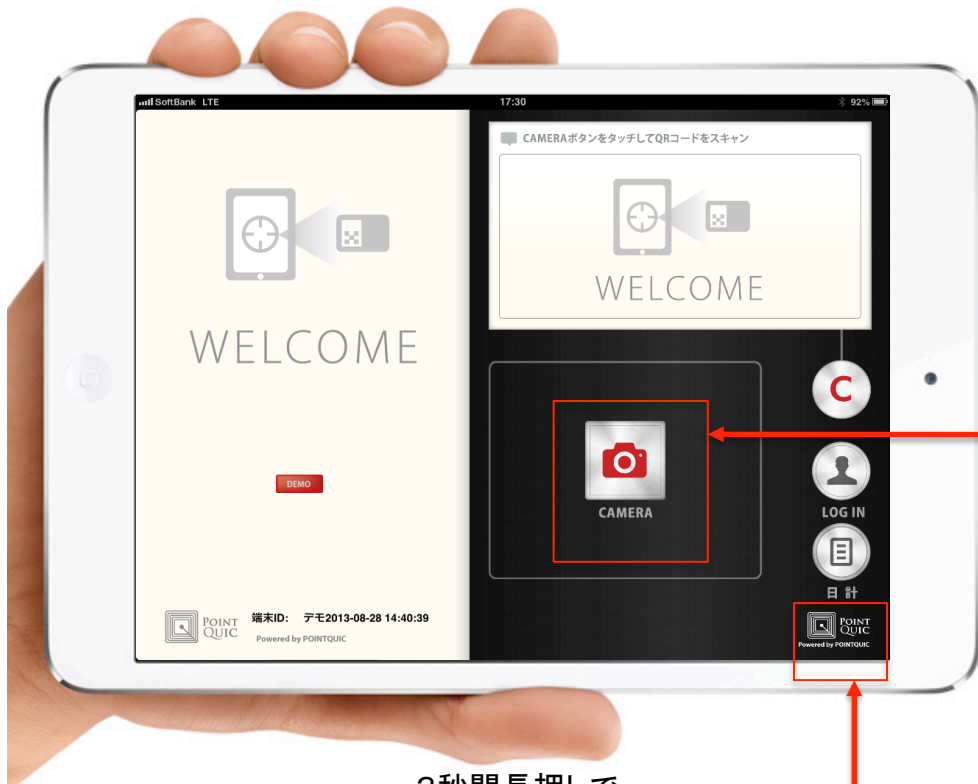 SoftBank LTE 17:30 92%
WELCOME
DEMO
POINT
QUIC
端末ID: デモ2013-08-28 14:40:39
Powered by POINTQUIC
CAMERAボタンをタッチしてQRコードをスキャン
WELCOME
C
CAMERA
LOG IN
日 計
POINT
QUIC
Powered by POINTQUIC